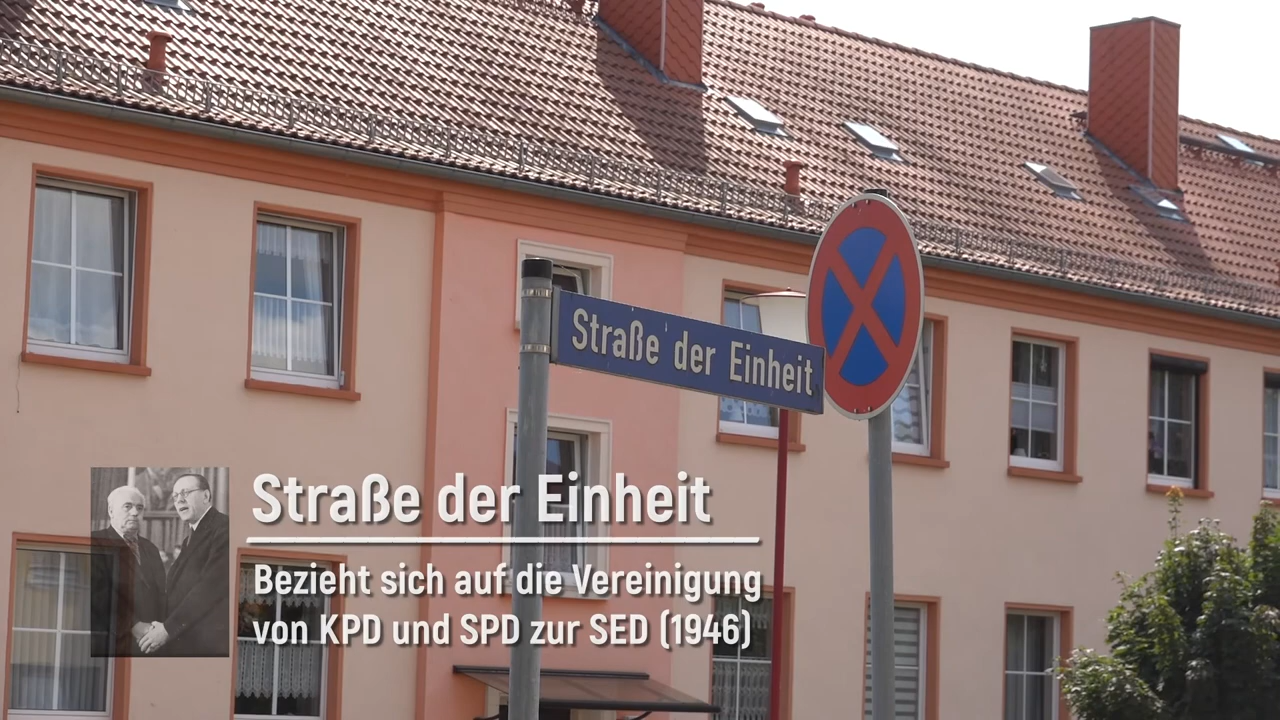 Straße der Einheit
Straße der Einheit
Bezieht sich auf die Vereinigung
von KPD und SPD zur SED (1946)